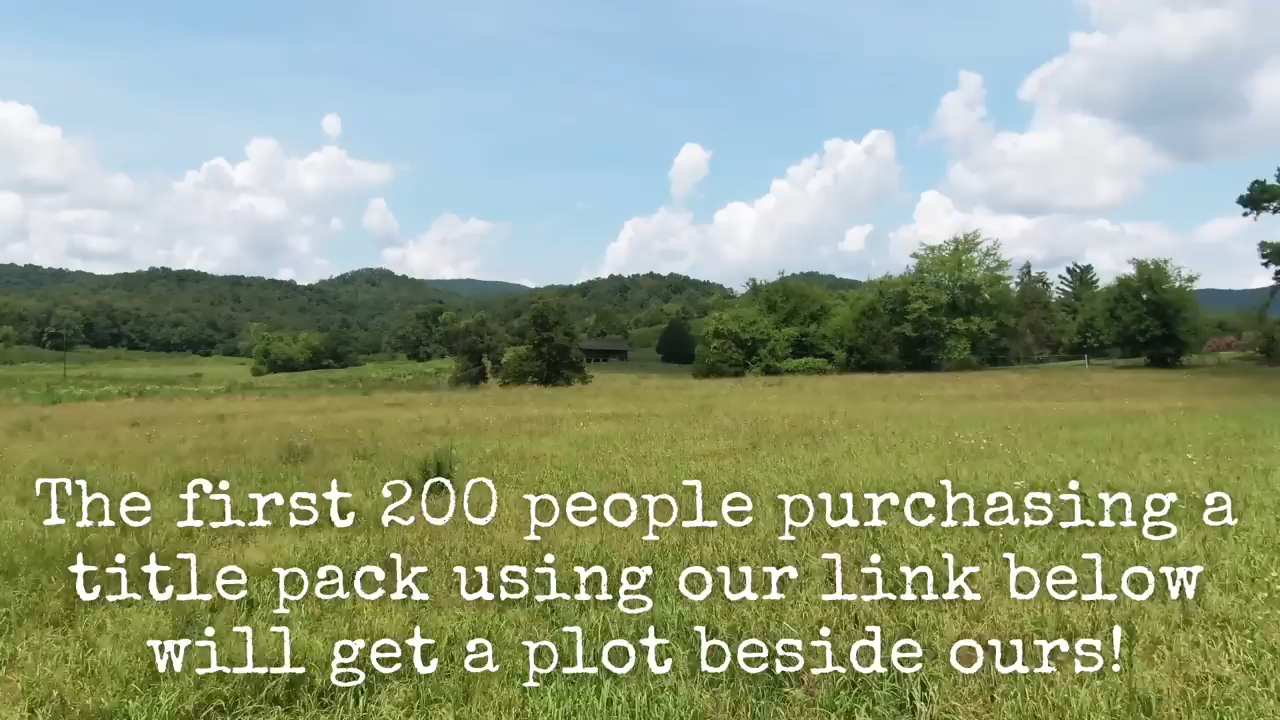 The first 200 people purchasing a
title pack using our link below
will get a plot beside ours!